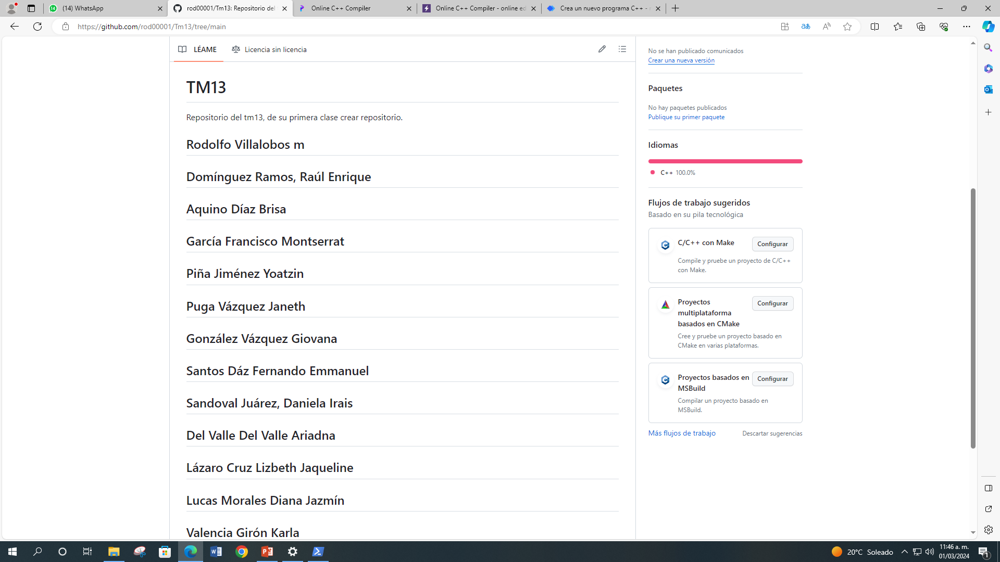 (14) WhatsApp
rod00001/Tm13: Repositorio del
Online C++ Compiler
Online C++ Compiler - online ed
Crea un nuevo programa C++ -
https://github.com/rod00001/Tm13/tree/main
LÉAME
Licencia sin licencia
TM13
Repositorio del tm13, de su primera clase crear repositorio.
Rodolfo Villalobos m
Domínguez Ramos, Raúl Enrique
Aquino Díaz Brisa
García Francisco Montserrat
Piña Jiménez Yoatzin
Puga Vázquez Janeth
González Vázquez Giovana
Santos Dáz Fernando Emmanuel
Sandoval Juárez, Daniela Irais
Del Valle Del Valle Ariadna
Lázaro Cruz Lizbeth Jaqueline
Lucas Morales Diana Jazmín
Valencia Girón Karla
No se han publicado comunicados
Crear una nueva versión
Paquetes
No hay paquetes publicados
Publique su primer paquete
Idiomas
C++ 100.0%
Flujos de trabajo sugeridos
Basado en su pila tecnológica
C/C++ con Make
Configurar
Compile y pruebe un proyecto de C/C++
con Make.
Proyectos
multiplataforma
basados en CMake
Configurar
Cree y pruebe un proyecto basado en
CMake en varias plataformas.
Proyectos basados en
MSBuild
Configurar
Compilar un proyecto basado en
MSBuild.
Más flujos de trabajo
Descartar sugerencias
20°C Soleado
11:46 a. m.
01/03/2024
1